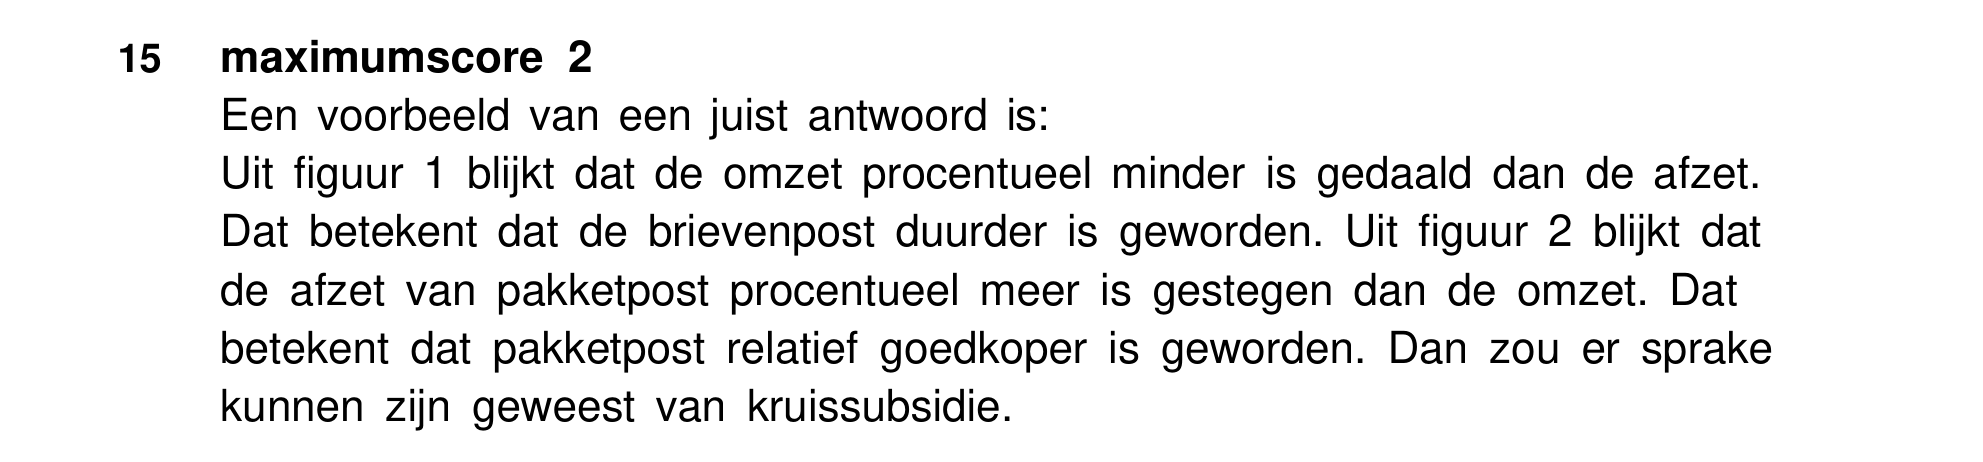 15 maximumscore 2
Een voorbeeld van een juist antwoord is:
Uit figuur 1 blijkt dat de omzet procentueel minder is gedaald dan de afzet.
Dat betekent dat de brievenpost duurder is geworden. Uit figuur 2 blijkt dat
de afzet van pakketpost procentueel meer is gestegen dan de omzet. Dat
betekent dat pakketpost relatief goedkoper is geworden. Dan zou er sprake
kunnen zijn geweest van kruissubsidie.